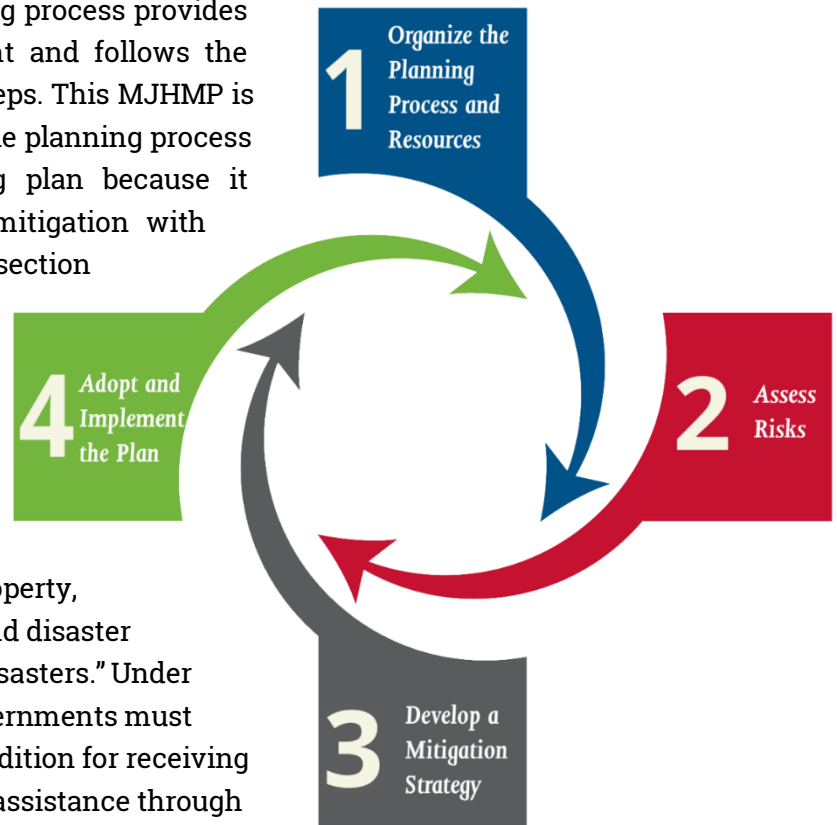 g process provides
t and follows the
eps. This MJHMP is
e planning process
g plan because it
mitigation with
section
1
Organize the
Planning
Process and
Resources
2
Assess
Risks
4
Adopt and
Implement
the Plan
operty,
d disaster
sasters.” Under
ernments must
dition for receiving
assistance through
3
Develop a
Mitigation
Strategy